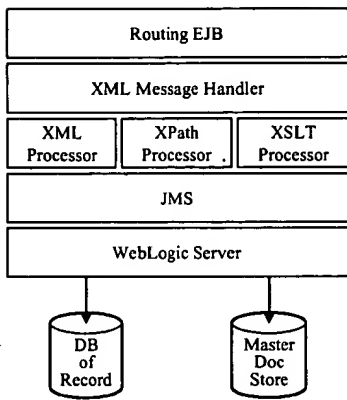 Routing EJB
XML Message Handler
XML
Processor
XPath
Processor
XSLT
Processor
JMS
WebLogic Server
DB
of
Record
Master
Doc
Store